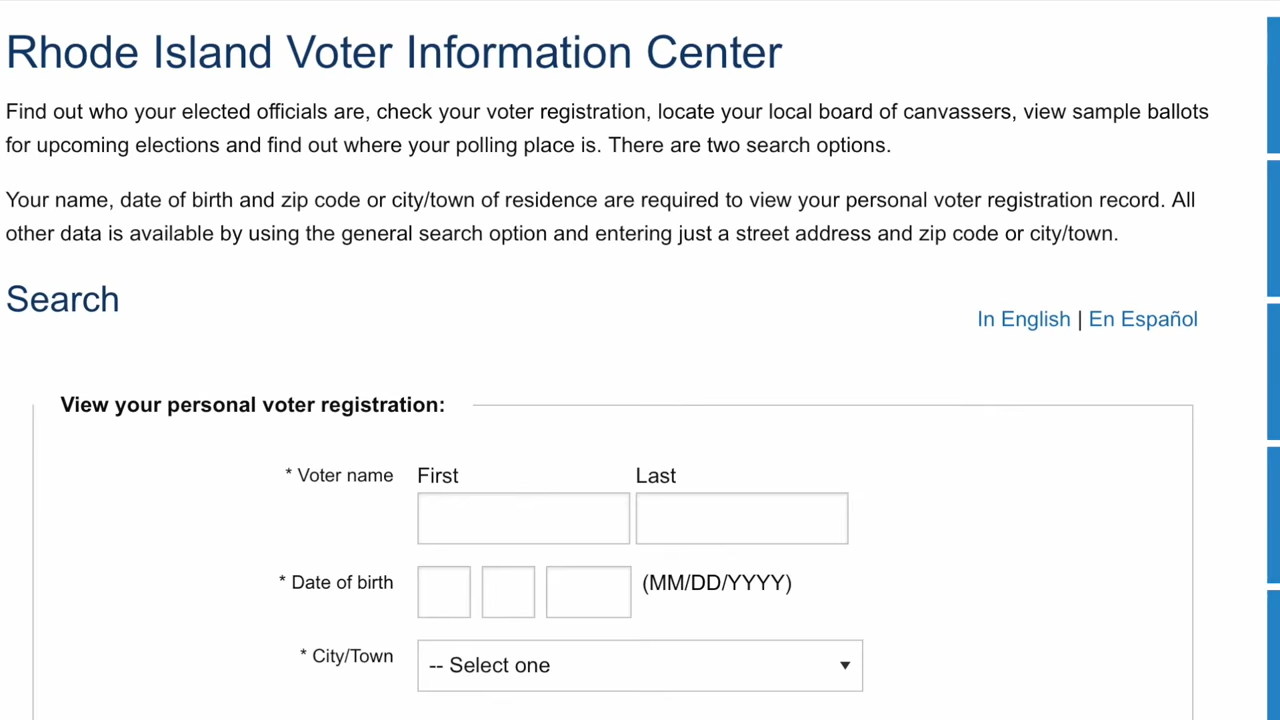 Rhode Island Voter Information Center
Find out who your elected officials are, check your voter registration, locate your local board of canvassers, view sample ballots
for upcoming elections and find out where your polling place is. There are two search options.
Your name, date of birth and zip code or city/town of residence are required to view your personal voter registration record. All
other data is available by using the general search option and entering just a street address and zip code or city/town.
Search
In English | En Español
View your personal voter registration:
* Voter name First Last
* Date of birth (MM/DD/YYYY)
* City/Town -- Select one